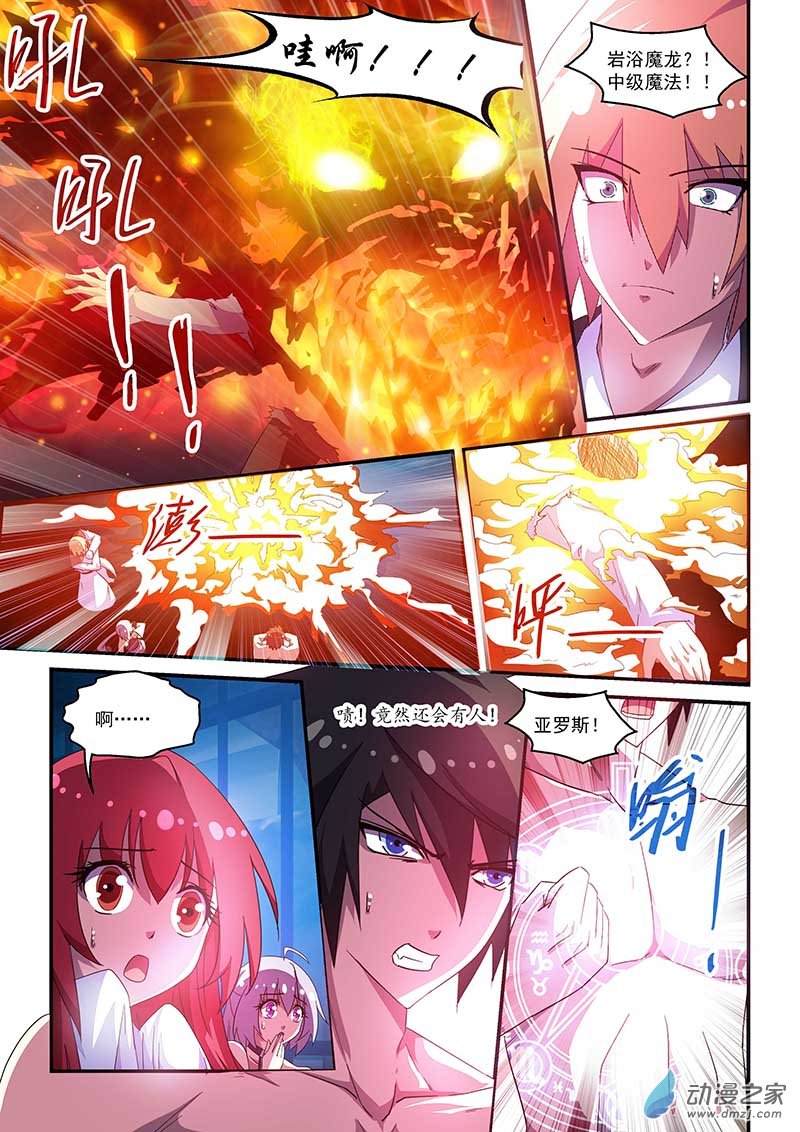 吼
吼！！
哇啊！！！
岩浴魔龙？！
中级魔法！！
澎——
呯——
啊……
啧！竟然还会有人！
亚罗斯！
嗡——！
动漫之家
www.dmzj.com